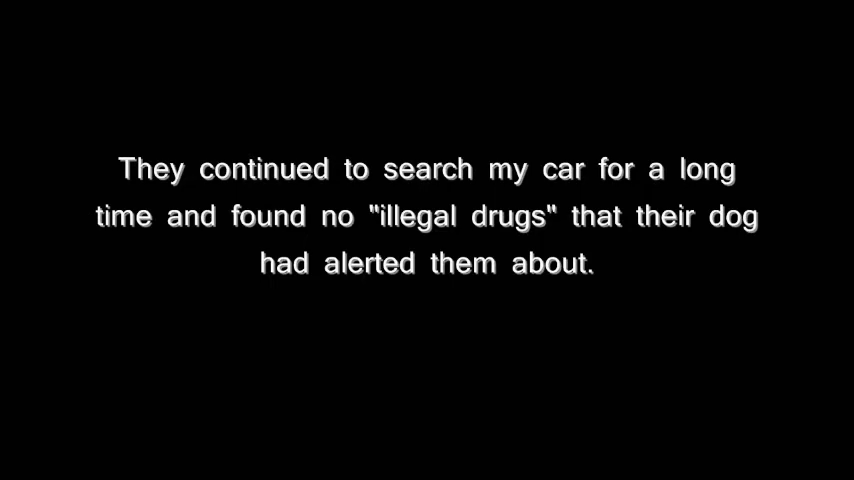 They continued to search my car for a long
time and found no "illegal drugs" that their dog
had alerted them about.